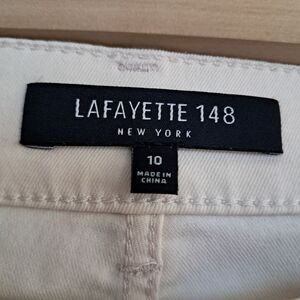 LAFAYETTE 148
NEW YORK
10
MADE IN
CHINA